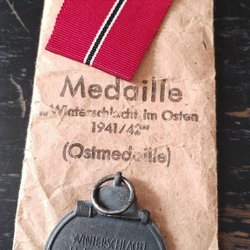 Medaille
„Winterschlacht im Osten
1941/42"
(Ostmedaille)
WINTERSCHLACHT